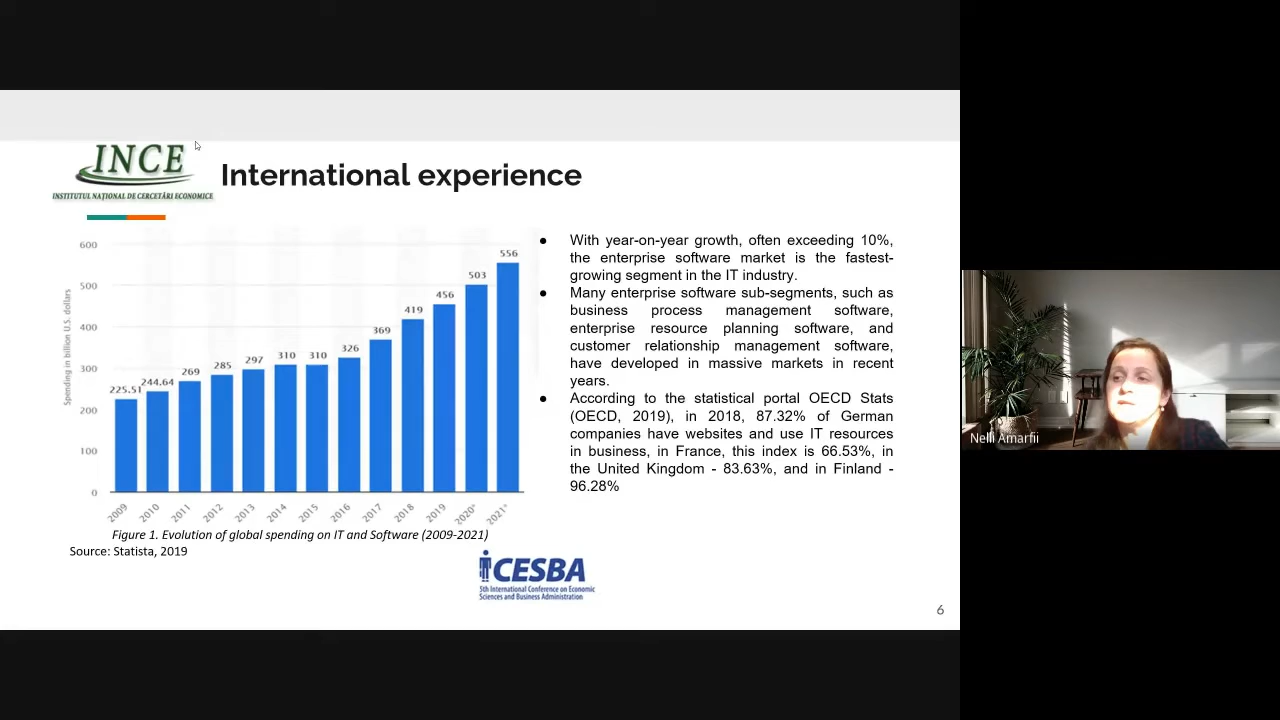 INCE
INSTITUTUL NAȚIONAL DE CERCETĂRI ECONOMICE
International experience
Spending in billion U.S. dollars
600
500
400
300
200
100
0
225.51
244.64
269
285
297
310
310
326
369
419
456
503
556
2009
2010
2011
2012
2013
2014
2015
2016
2017
2018
2019
2020*
2021*
Figure 1. Evolution of global spending on IT and Software (2009-2021)
Source: Statista, 2019
● With year-on-year growth, often exceeding 10%,
the enterprise software market is the fastest-
growing segment in the IT industry.
● Many enterprise software sub-segments, such as
business process management software,
enterprise resource planning software, and
customer relationship management software,
have developed in massive markets in recent
years.
● According to the statistical portal OECD Stats
(OECD, 2019), in 2018, 87.32% of German
companies have websites and use IT resources
in business, in France, this index is 66.53%, in
the United Kingdom - 83.63%, and in Finland -
96.28%
ICESBA
5th International Conference on Economic
Sciences and Business Administration
6
Nelli Amarfii